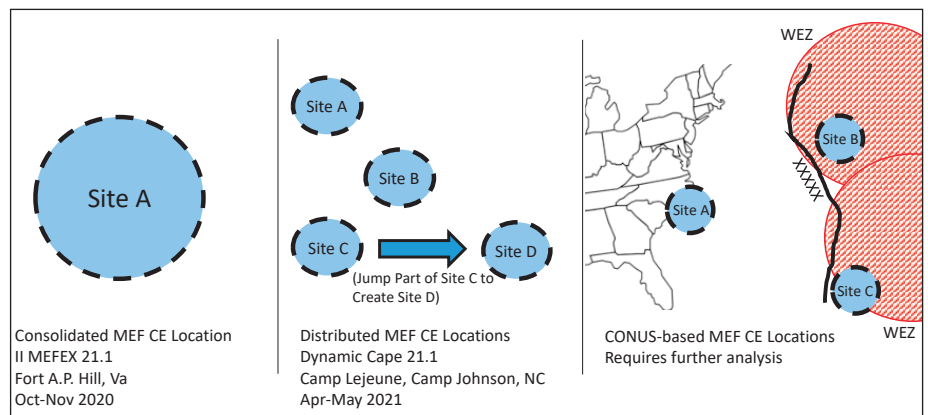 Site A
Consolidated MEF CE Location
II MEFEX 21.1
Fort A.P. Hill, Va
Oct-Nov 2020
Site A
Site B
Site C
Site D
(Jump Part of Site C to
Create Site D)
Distributed MEF CE Locations
Dynamic Cape 21.1
Camp Lejeune, Camp Johnson, NC
Apr-May 2021
WEZ
Site B
XXXXX
Site A
Site C
WEZ
CONUS-based MEF CE Locations
Requires further analysis